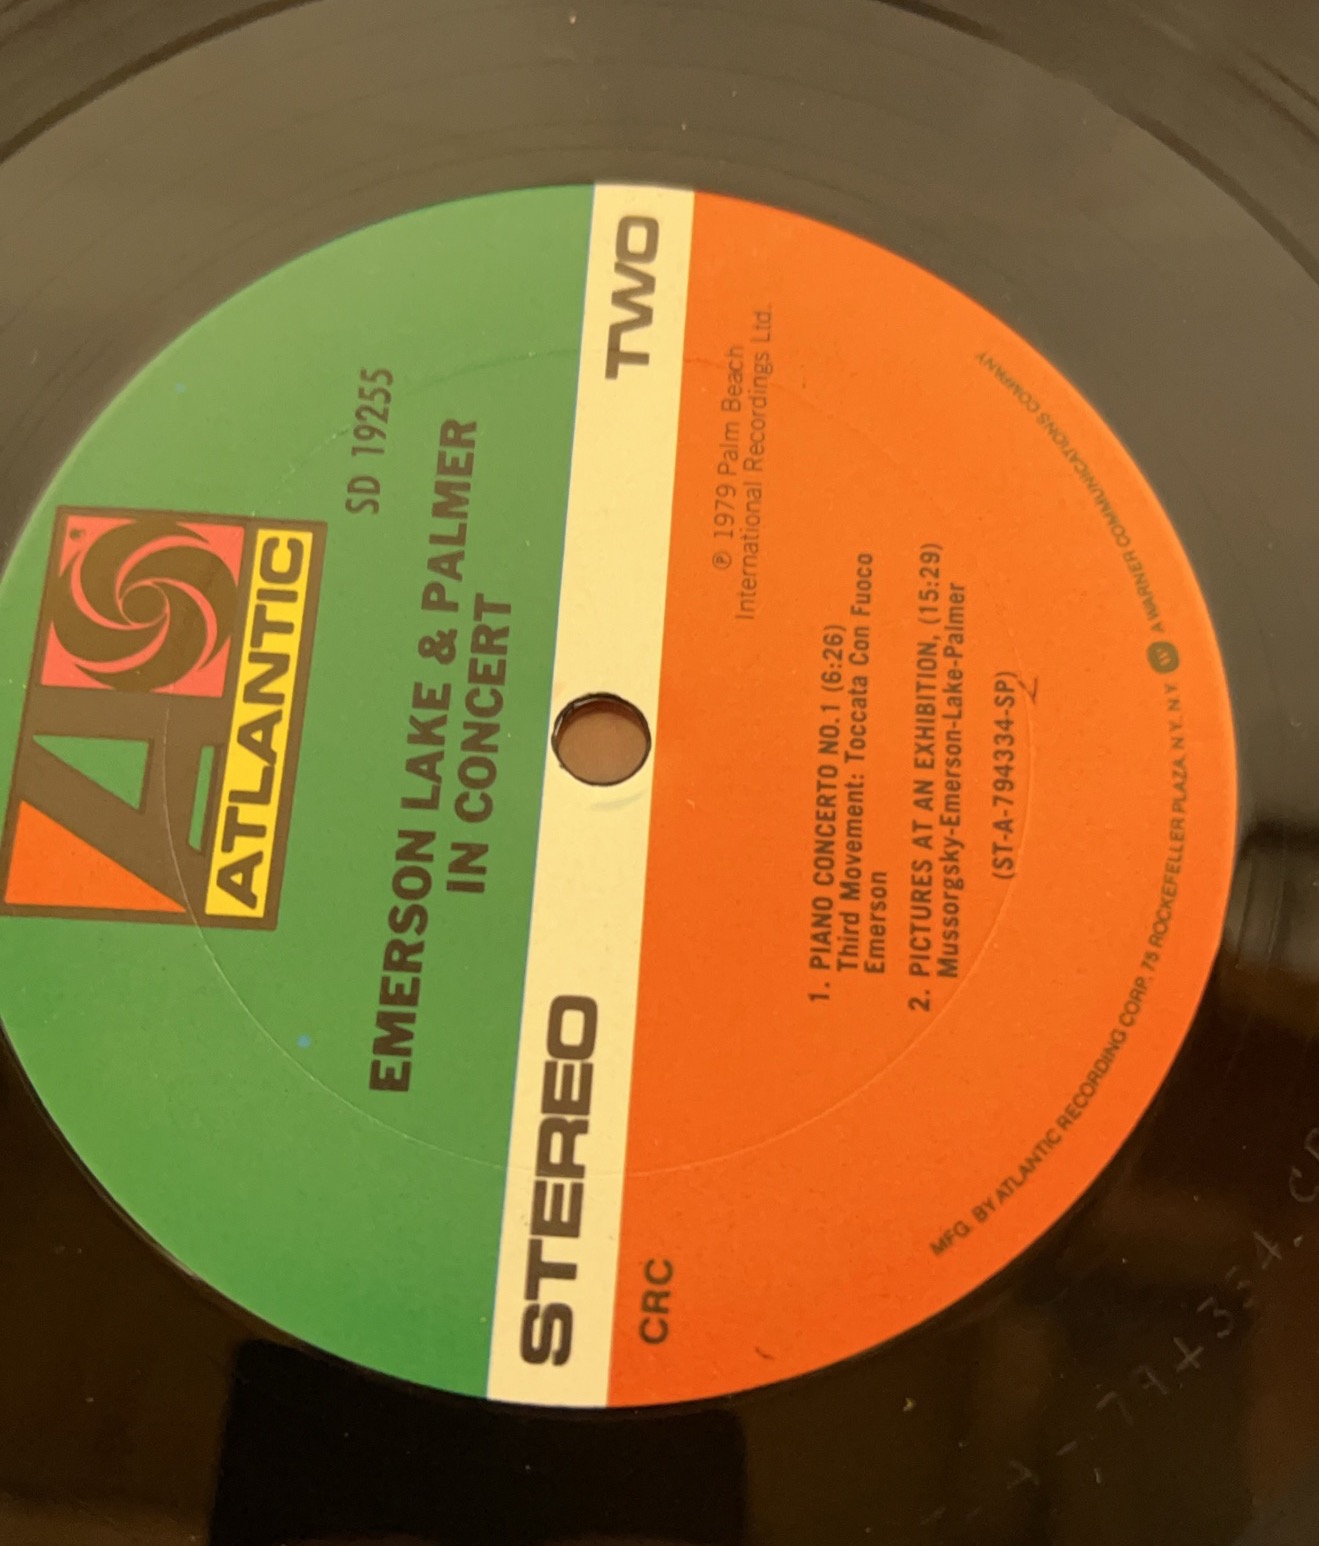 ATLANTIC
SD 19255
EMERSON LAKE & PALMER
IN CONCERT
STEREO TWO
CRC
℗ 1979 Palm Beach
International Recordings Ltd.
1. PIANO CONCERTO NO.1 (6:26)
Third Movement: Toccata Con Fuoco
Emerson
2. PICTURES AT AN EXHIBITION, (15:29)
Mussorgsky-Emerson-Lake-Palmer
(ST-A-794334-SP)
MFG. BY ATLANTIC RECORDING CORP. 75 ROCKEFELLER PLAZA. N.Y. N.Y. A WARNER COMMUNICATIONS COMPANY